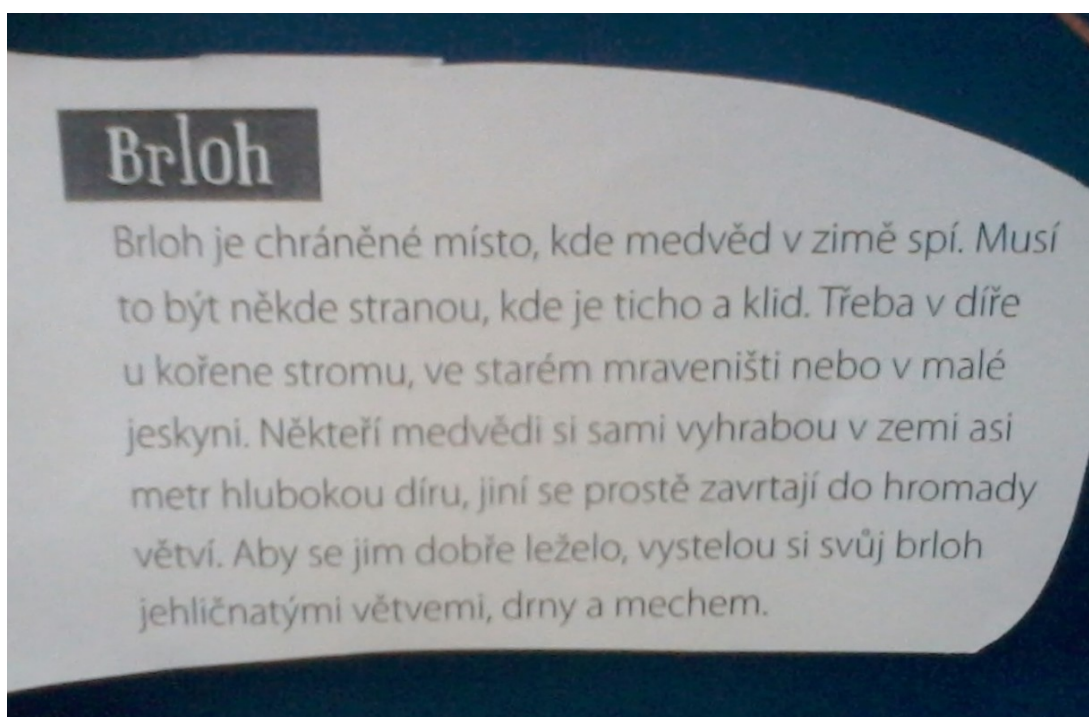 Brloh
Brloh je chráněné místo, kde medvěd v zimě spí. Musí
to být někde stranou, kde je ticho a klid. Třeba v díře
u kořene stromu, ve starém mraveništi nebo v malé
jeskyni. Někteří medvědi si sami vyhrabou v zemi asi
metr hlubokou díru, jiní se prostě zavrtají do hromady
větví. Aby se jim dobře leželo, vystelou si svůj brloh
jehličnatými větvemi, drny a mechem.